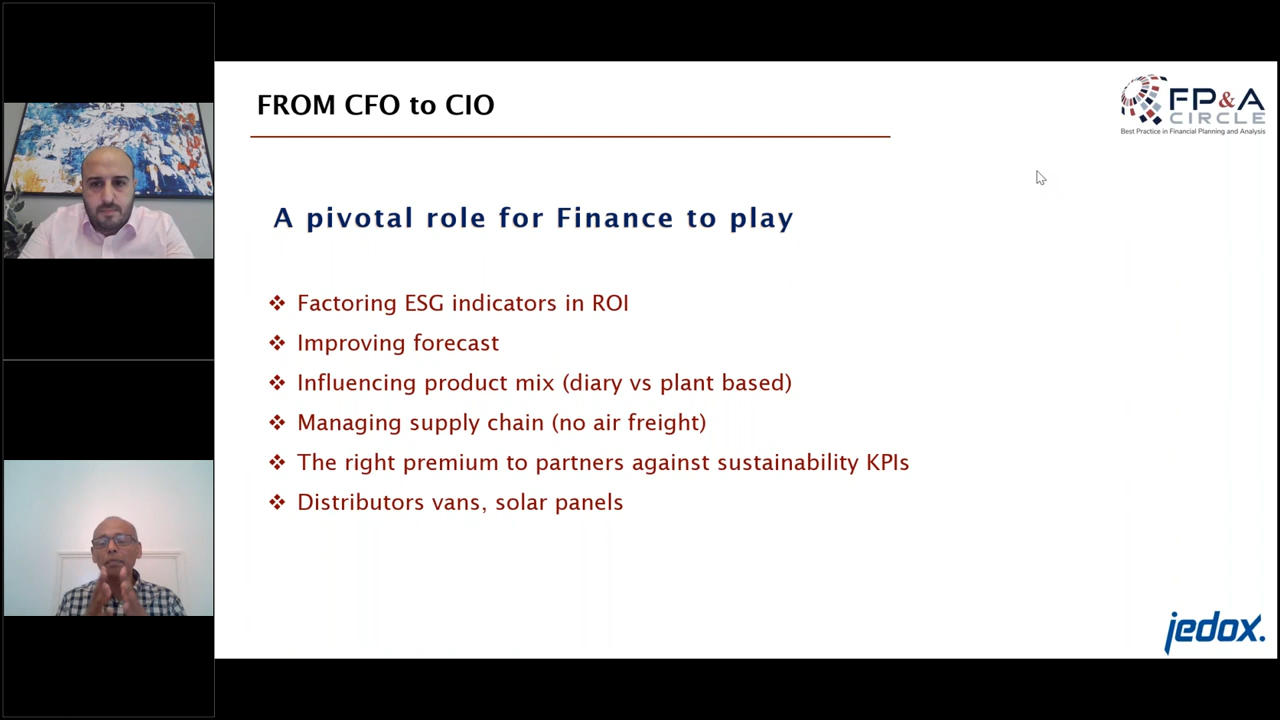 FROM CFO to CIO
FP&A
CIRCLE
Best Practice in Financial Planning and Analysis
A pivotal role for Finance to play
❖ Factoring ESG indicators in ROI
❖ Improving forecast
❖ Influencing product mix (diary vs plant based)
❖ Managing supply chain (no air freight)
❖ The right premium to partners against sustainability KPIs
❖ Distributors vans, solar panels
jedox.